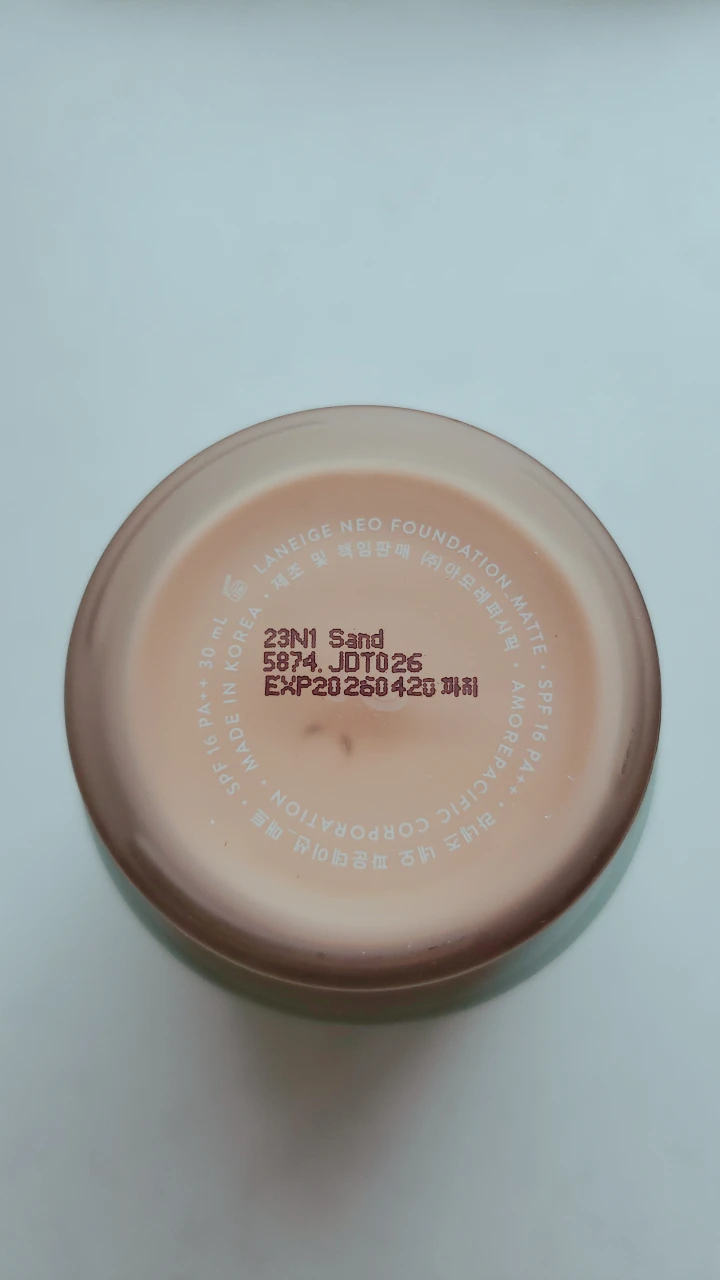 LANEIGE NEO FOUNDATION_MATTE · SPF 16 PA++ · 라네즈 네오 파운데이션_매트 · SPF 16 PA++ 30 mL
제조 및 책임판매 (주)아모레퍼시픽 · AMOREPACIFIC CORPORATION · MADE IN KOREA ·
23N1 Sand
5874. JDT026
EXP20260420 까지